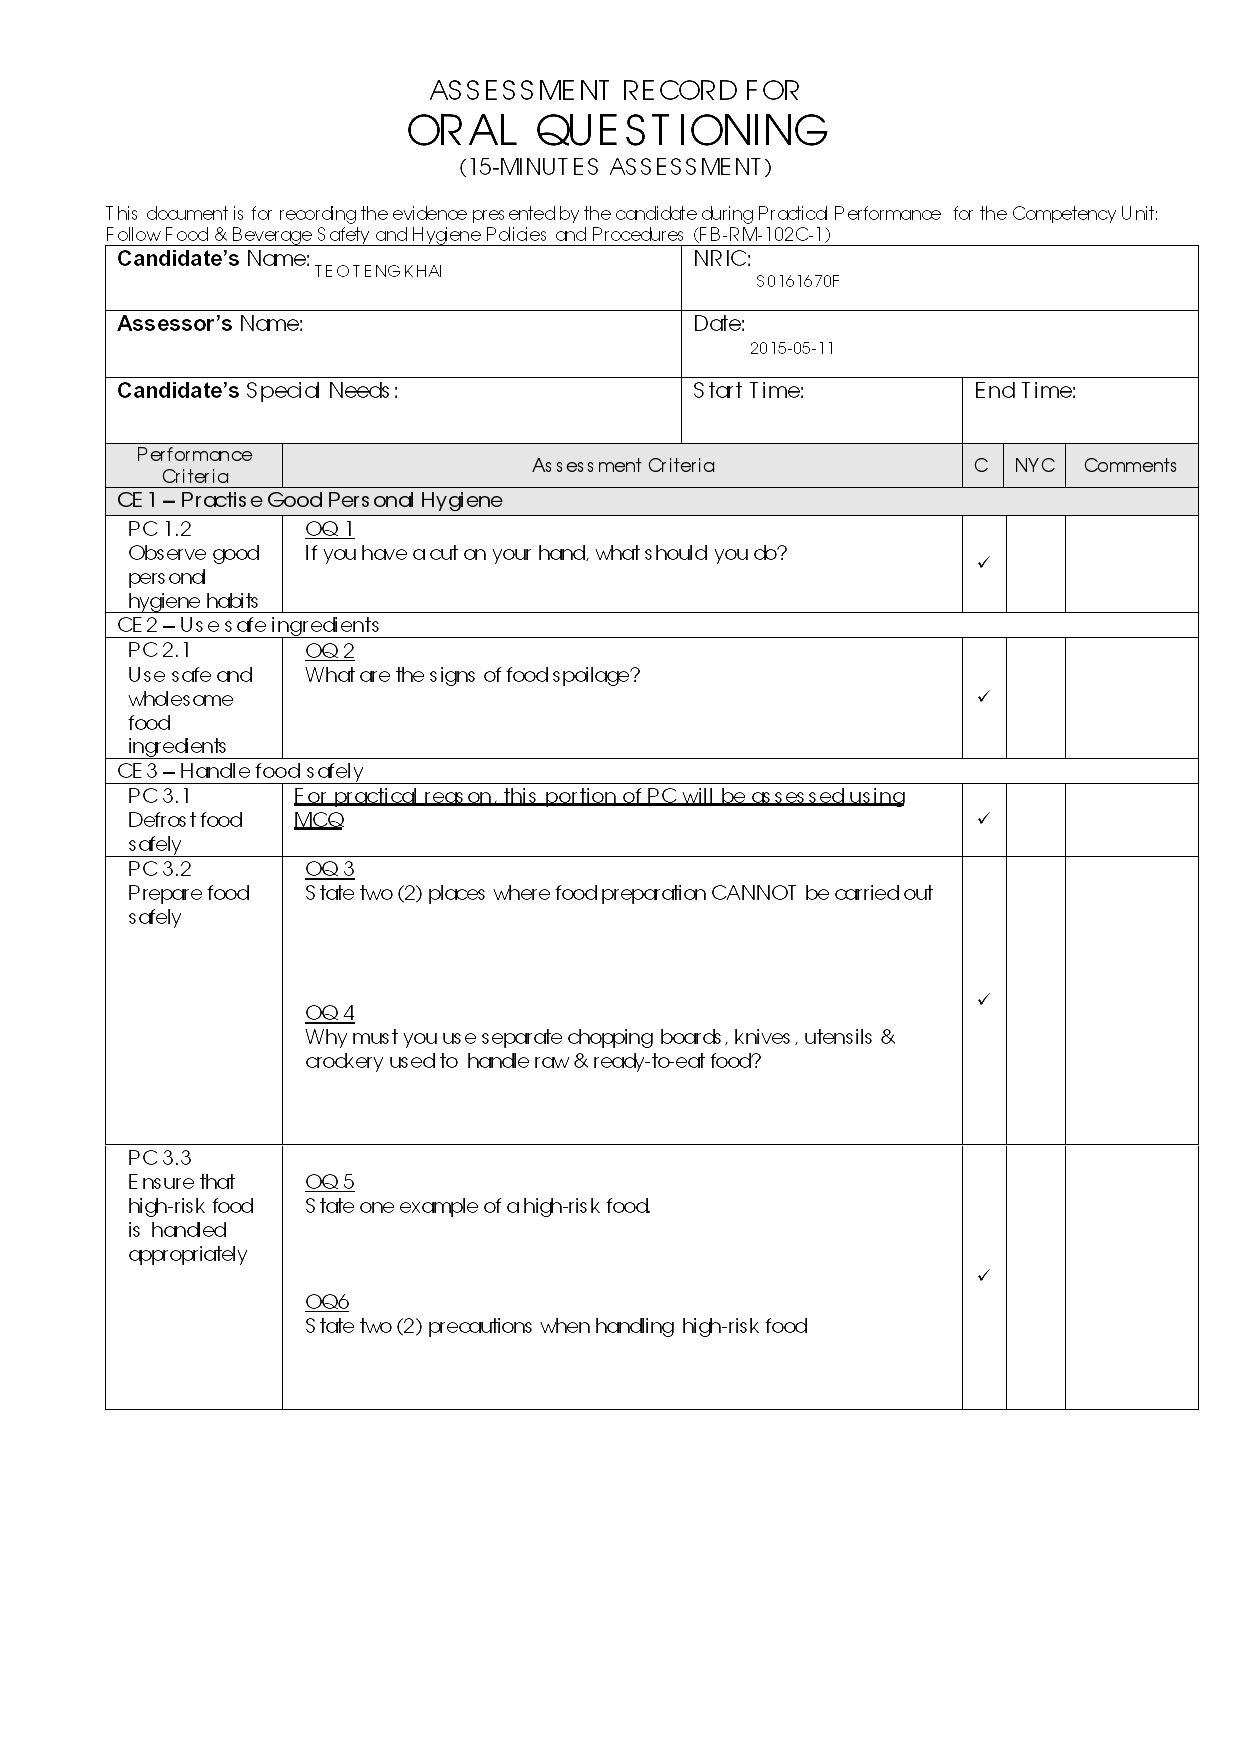 ASSESSMENT RECORD FOR
ORAL QUESTIONING
(15-MINUTES ASSESSMENT)
This document is for recording the evidence presented by the candidate during Practical Performance for the Competency Unit:
Follow Food & Beverage Safety and Hygiene Policies and Procedures (FB-RM-102C-1)
Candidate's Name: TEO TENG KHAI
NRIC: S0161670F
Assessor's Name:
Date: 2015-05-11
Candidate's Special Needs:
Start Time:
End Time:
Performance Criteria
Assessment Criteria
C
NYC
Comments
CE 1 – Practise Good Personal Hygiene
PC 1.2
Observe good
personal
hygiene habits
OQ 1
If you have a cut on your hand, what should you do?
✓
CE2 – Use safe ingredients
PC 2.1
Use safe and
wholesome
food
ingredients
OQ 2
What are the signs of food spoilage?
✓
CE3 – Handle food safely
PC 3.1
Defrost food
safely
For practical reason, this portion of PC will be assessed using
MCQ
✓
PC 3.2
Prepare food
safely
OQ 3
State two (2) places where food preparation CANNOT be carried out
OQ 4
Why must you use separate chopping boards, knives, utensils &
crockery used to handle raw & ready-to-eat food?
✓
PC 3.3
Ensure that
high-risk food
is handled
appropriately
OQ 5
State one example of a high-risk food.
OQ6
State two (2) precautions when handling high-risk food
✓